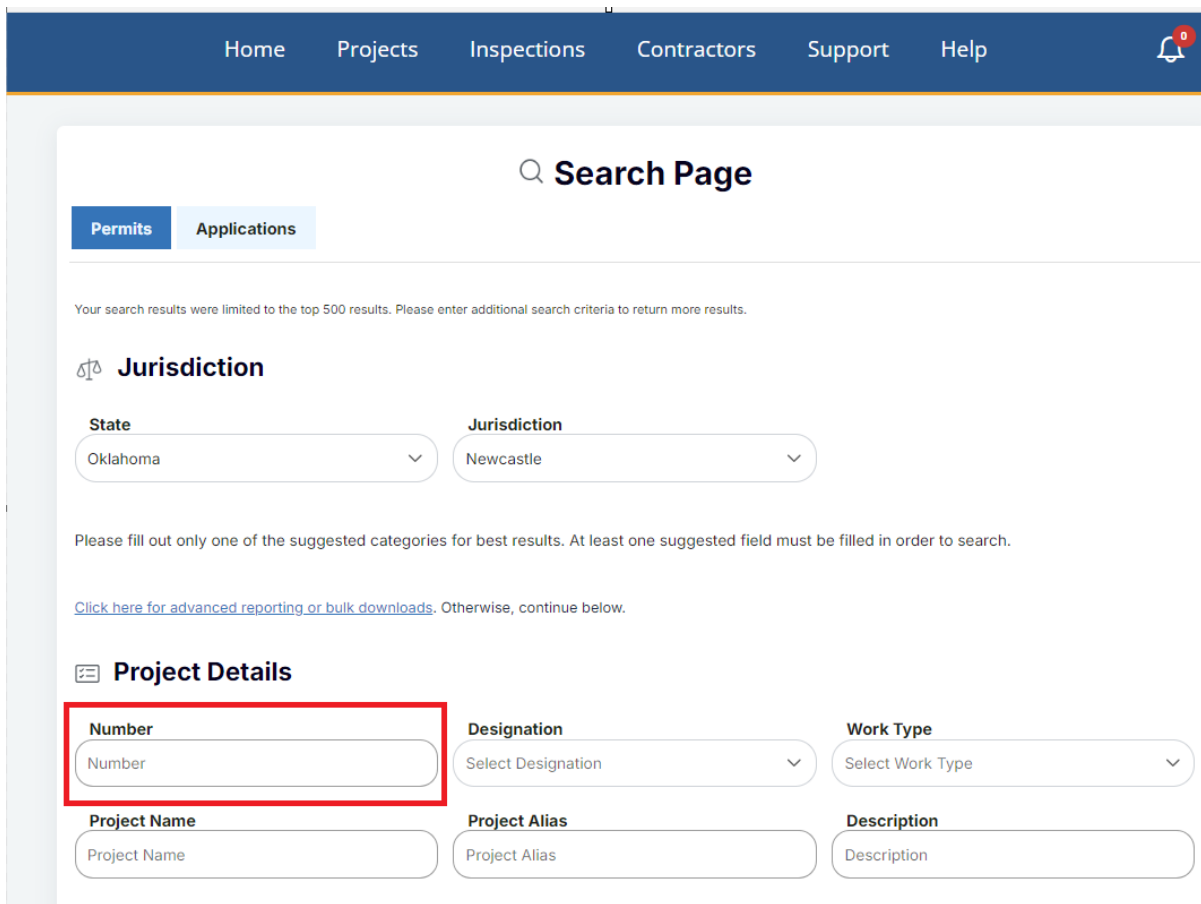 Home Projects Inspections Contractors Support Help 0
Search Page
Permits Applications
Your search results were limited to the top 500 results. Please enter additional search criteria to return more results.
Jurisdiction
State Jurisdiction
Oklahoma Newcastle
Please fill out only one of the suggested categories for best results. At least one suggested field must be filled in order to search.
Click here for advanced reporting or bulk downloads. Otherwise, continue below.
Project Details
Number Designation Work Type
Number Select Designation Select Work Type
Project Name Project Alias Description
Project Name Project Alias Description